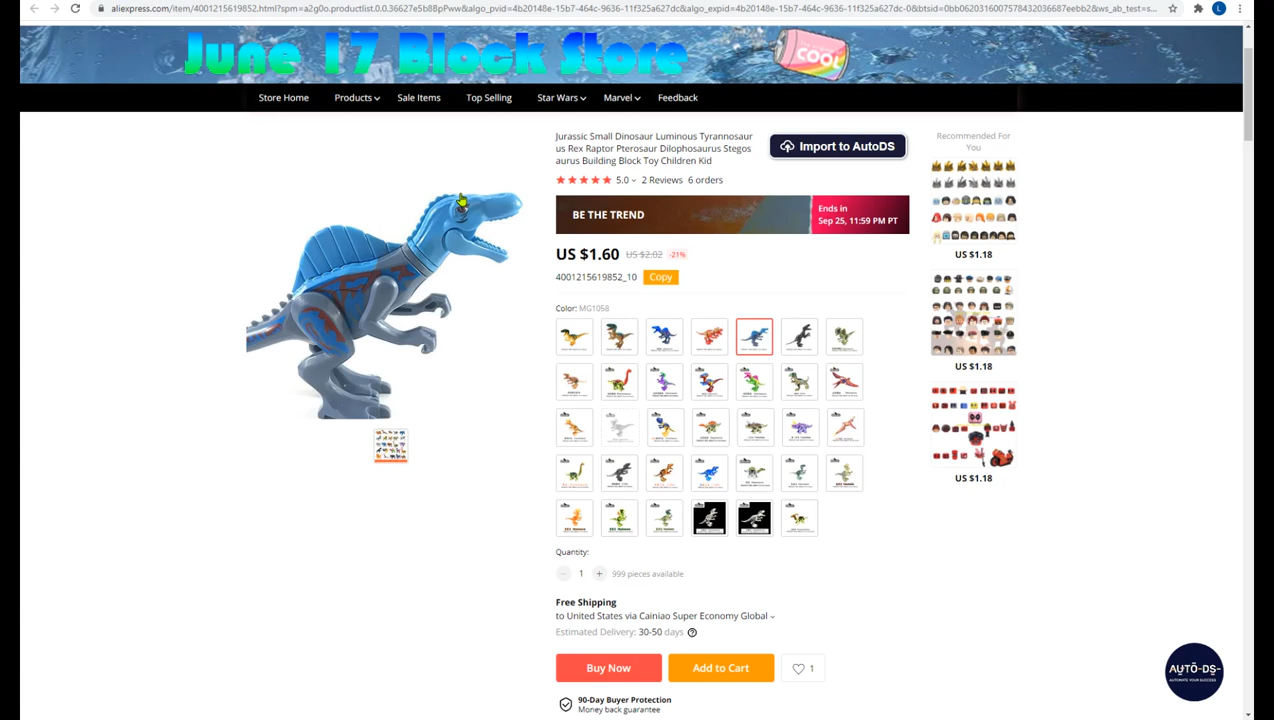 aliexpress.com/item/4001215619852.html?spm=a2g0o.productlist.0.0.36627e5b8BpPww&algo_pvid=4b20148e-15b7-464c-9636-11f325a627dc&algo_expid=4b20148e-15b7-464c-9636-11f325a627dc-0&btsid=0bb0620316007578432036687eebb2&ws_ab_test=s...
L
June 17 Block Store
COOL
Store Home
Products
Sale Items
Top Selling
Star Wars
Marvel
Feedback
Jurassic Small Dinosaur Luminous Tyrannosaur
us Rex Raptor Pterosaur Dilophosaurus Stegos
aurus Building Block Toy Children Kid
Import to AutoDS
5.0
2 Reviews
6 orders
BE THE TREND
Ends in
Sep 25, 11:59 PM PT
US $1.60
US $2.02
-21%
4001215619852_10
Copy
Color: MG1058
Quantity:
1
999 pieces available
Free Shipping
to United States via Cainiao Super Economy Global
Estimated Delivery: 30-50 days
Buy Now
Add to Cart
1
90-Day Buyer Protection
Money back guarantee
Recommended For
You
US $1.18
US $1.18
US $1.18
AUTO-DS
AUTOMATE YOUR SUCCESS